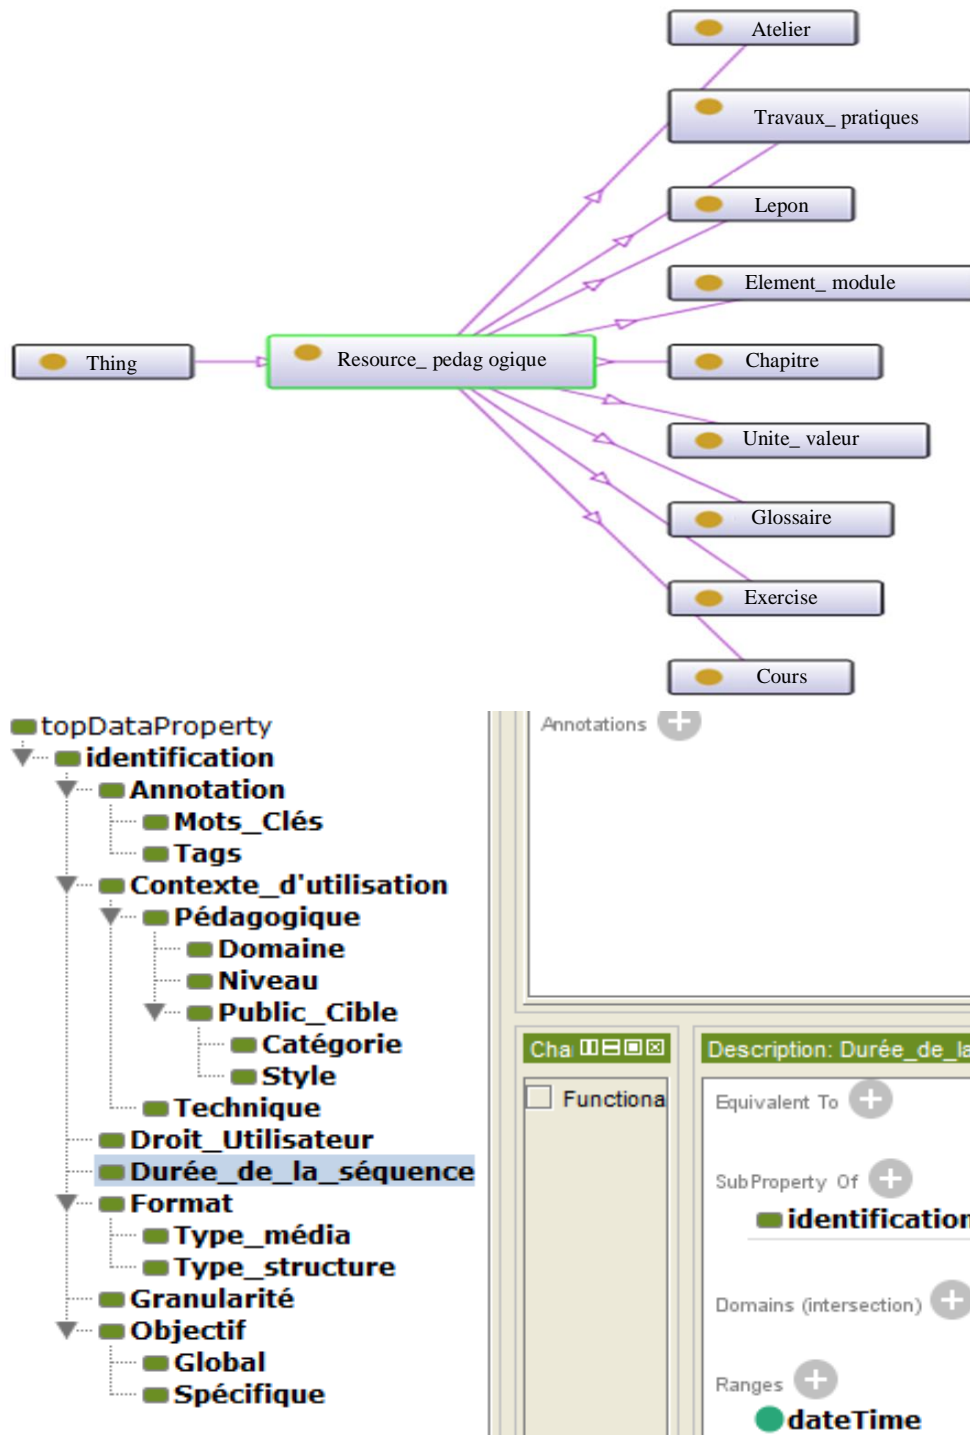 Atelier
Travaux_ pratiques
Lepon
Element_ module
Thing
Resource_ pedag ogique
Chapitre
Unite_ valeur
Glossaire
Exercise
Cours
topDataProperty
identification
Annotation
Mots_Clés
Tags
Contexte_d'utilisation
Pédagogique
Domaine
Niveau
Public_Cible
Catégorie
Style
Technique
Droit_Utilisateur
Durée_de_la_séquence
Format
Type_média
Type_structure
Granularité
Objectif
Global
Spécifique
Annotations
Cha
Functiona
Description: Durée_de_la
Equivalent To
SubProperty Of
identification
Domains (intersection)
Ranges
dateTime